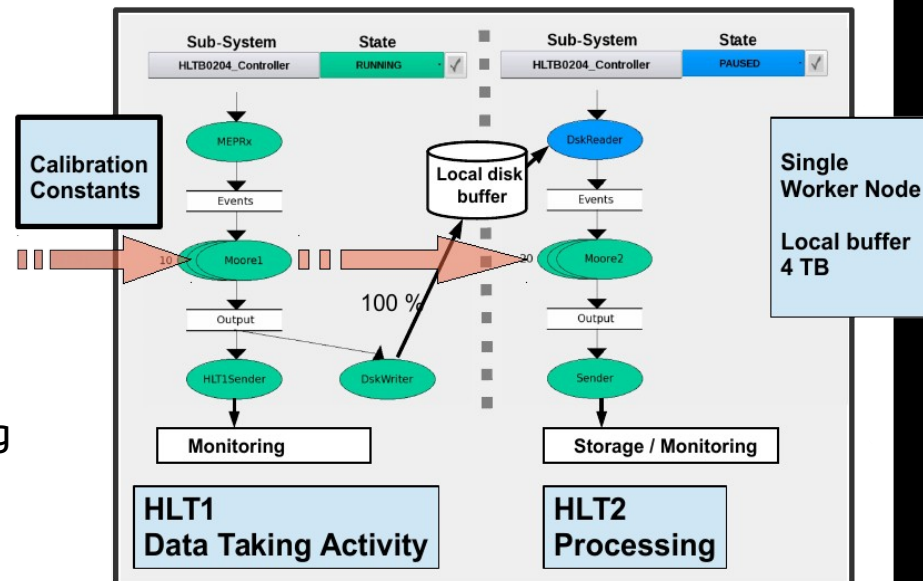 Sub-System State
HLTB0204_Controller RUNNING
MEPRx
Events
10 Moore1
Output
HLT1Sender DskWriter
Monitoring
HLT1
Data Taking Activity
Calibration
Constants
100 %
Local disk
buffer
Sub-System State
HLTB0204_Controller PAUSED
DskReader
Events
20 Moore2
Output
Sender
Storage / Monitoring
HLT2
Processing
Single
Worker Node
Local buffer
4 TB
g